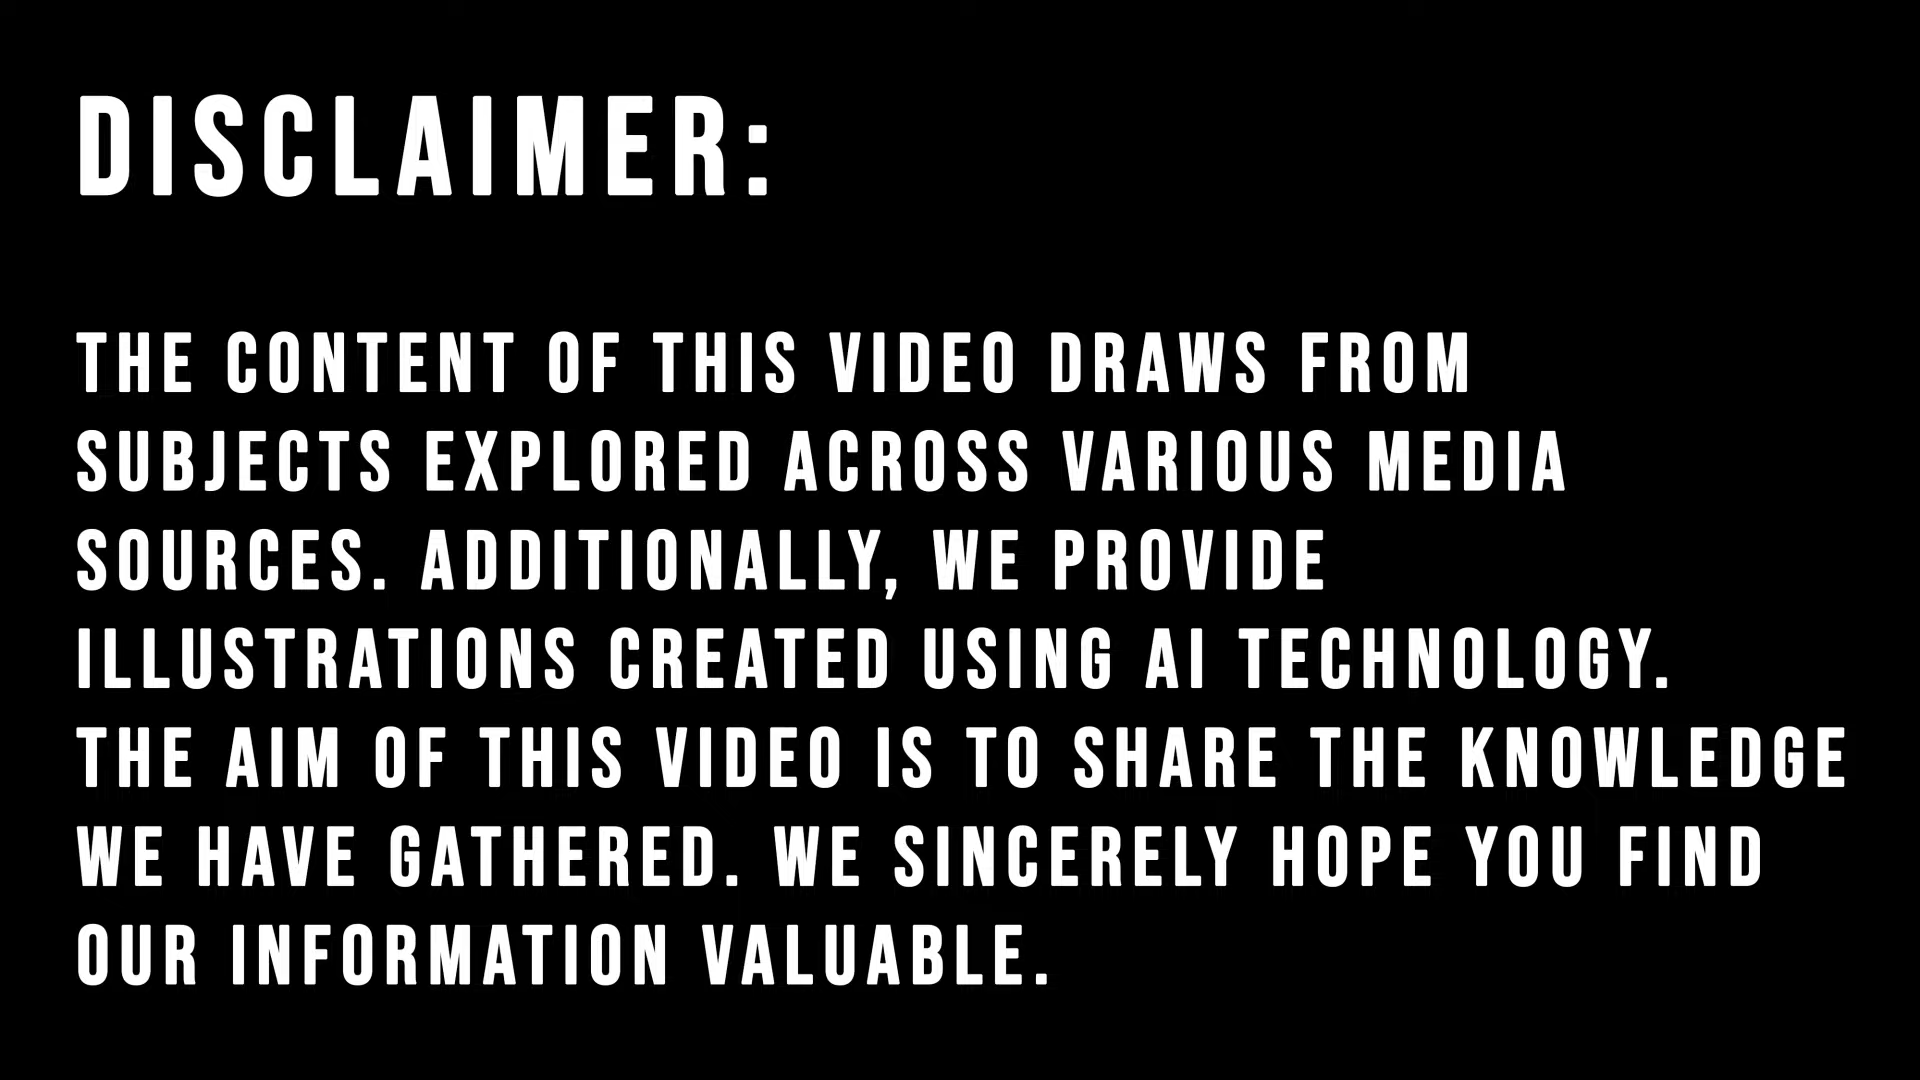 DISCLAIMER:
THE CONTENT OF THIS VIDEO DRAWS FROM
SUBJECTS EXPLORED ACROSS VARIOUS MEDIA
SOURCES. ADDITIONALLY, WE PROVIDE
ILLUSTRATIONS CREATED USING AI TECHNOLOGY.
THE AIM OF THIS VIDEO IS TO SHARE THE KNOWLEDGE
WE HAVE GATHERED. WE SINCERELY HOPE YOU FIND
OUR INFORMATION VALUABLE.